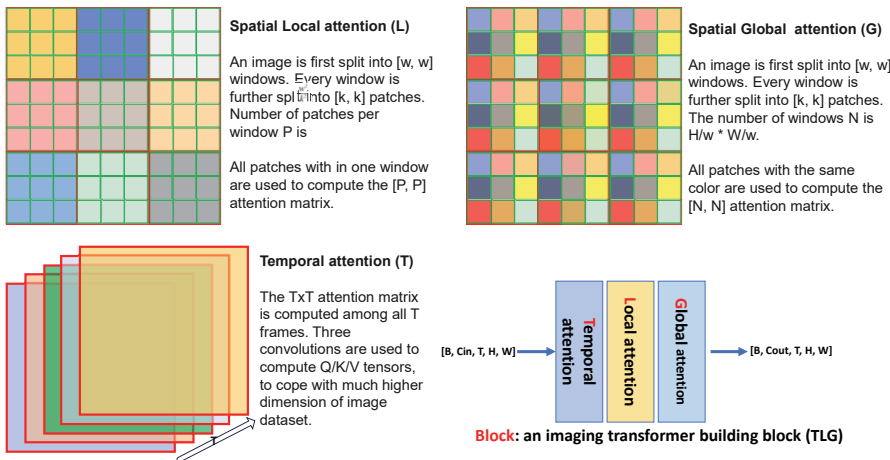 Spatial Local attention (L)
An image is first split into [w, w]
windows. Every window is
further split into [k, k] patches.
Number of patches per
window P is
All patches with in one window
are used to compute the [P, P]
attention matrix.
Spatial Global attention (G)
An image is first split into [w, w]
windows. Every window is
further split into [k, k] patches.
The number of windows N is
H/w * W/w.
All patches with the same
color are used to compute the
[N, N] attention matrix.
Temporal attention (T)
The TxT attention matrix
is computed among all T
frames. Three
convolutions are used to
compute Q/K/V tensors,
to cope with much higher
dimension of image
dataset.
T
[B, Cin, T, H, W]
Temporal
attention
Local attention
Global attention
[B, Cout, T, H, W]
Block: an imaging transformer building block (TLG)